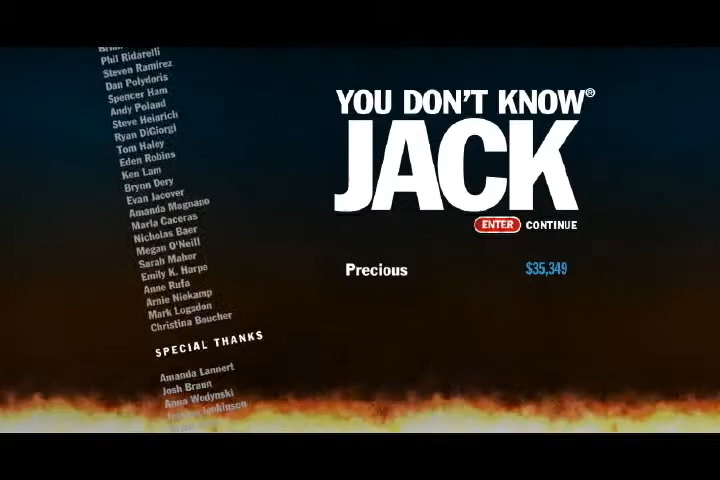 Phil Ridarelli
Steven Ramirez
Dan Polydoris
Spencer Ham
Andy Poland
Steve Heinrich
Ryan DiGiorgi
Tom Haley
Eden Robins
Ken Lam
Brynn Dery
Evan Jacover
Amanda Magnano
Marla Caceras
Nicholas Baer
Megan O'Neill
Sarah Maher
Emily K. Harpe
Anne Rufa
Arnie Niekamp
Mark Logsdon
Christina Boucher
SPECIAL THANKS
Amanda Lannert
Josh Braun
Anna Wodynski
YOU DON'T KNOW®
JACK
ENTER CONTINUE
Precious $35,349